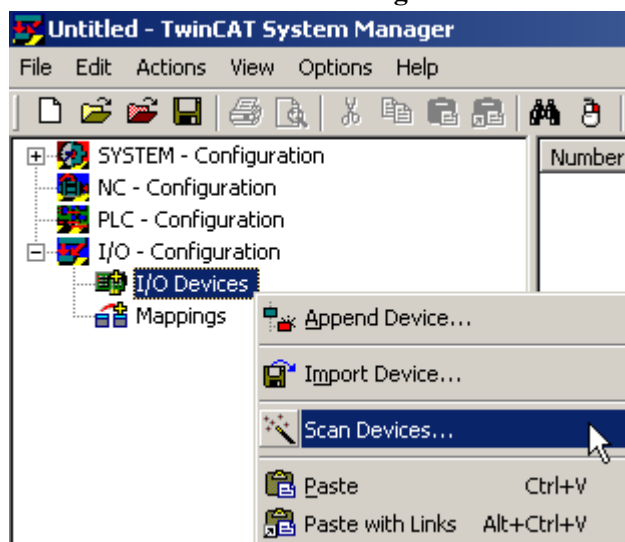 Untitled - TwinCAT System Manager
File Edit Actions View Options Help
SYSTEM - Configuration
Number
NC - Configuration
PLC - Configuration
I/O - Configuration
I/O Devices
Mappings
Append Device...
Import Device...
Scan Devices...
Paste Ctrl+V
Paste with Links Alt+Ctrl+V